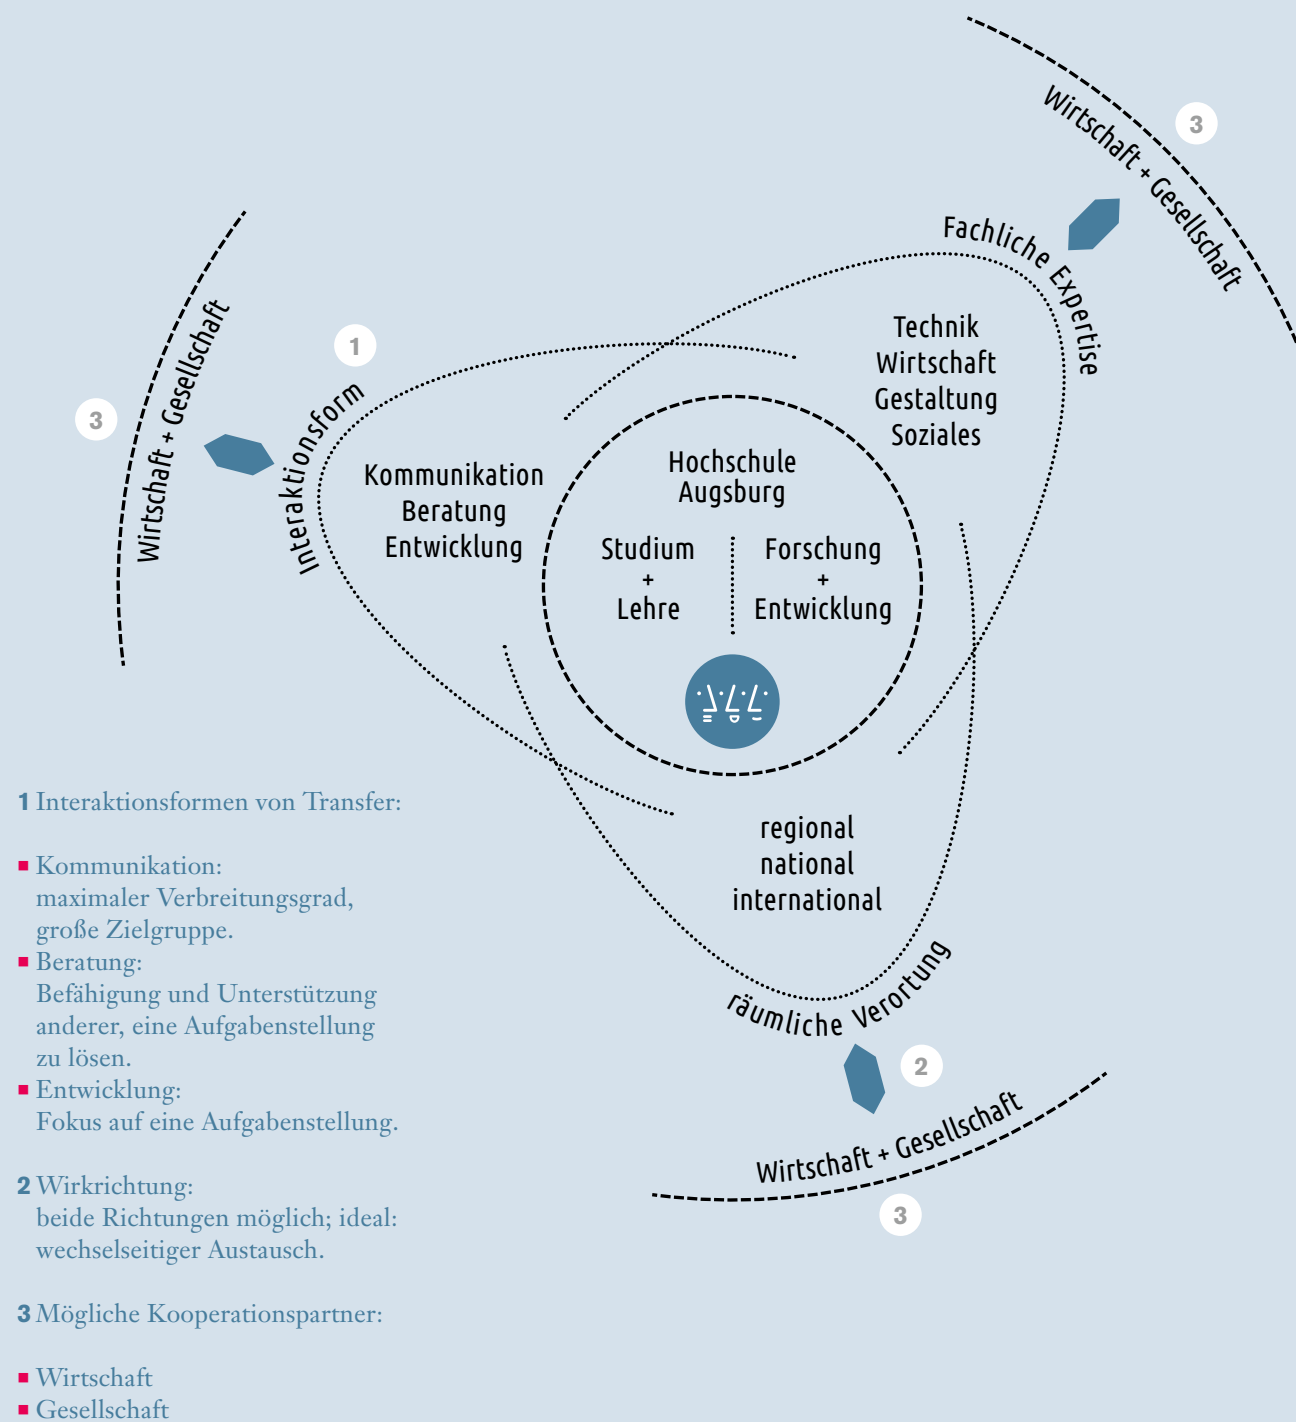 Wirtschaft + Gesellschaft
3
Fachliche Expertise
Technik
Wirtschaft
Gestaltung
Soziales
Wirtschaft + Gesellschaft
3
1
Interaktionsform
Kommunikation
Beratung
Entwicklung
Hochschule
Augsburg
Studium
+
Lehre
Forschung
+
Entwicklung
regional
national
international
räumliche Verortung
2
Wirtschaft + Gesellschaft
3
1 Interaktionsformen von Transfer:
Kommunikation:
maximaler Verbreitungsgrad,
große Zielgruppe.
Beratung:
Befähigung und Unterstützung
anderer, eine Aufgabenstellung
zu lösen.
Entwicklung:
Fokus auf eine Aufgabenstellung.
2 Wirkrichtung:
beide Richtungen möglich; ideal:
wechselseitiger Austausch.
3 Mögliche Kooperationspartner:
Wirtschaft
Gesellschaft